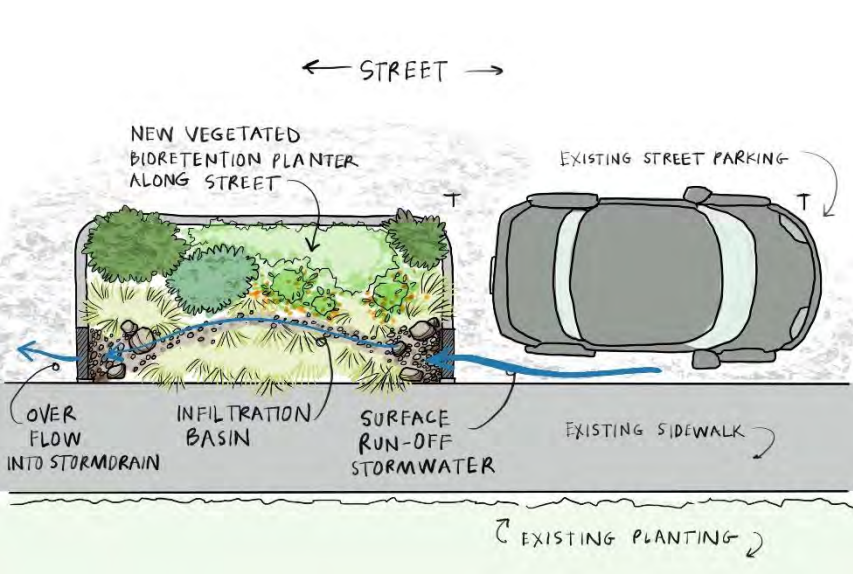 STREET
NEW VEGETATED
BIORETENTION PLANTER
ALONG STREET
EXISTING STREET PARKING
T
T
OVER
FLOW
INTO STORMDRAIN
INFILTRATION
BASIN
SURFACE
RUN-OFF
STORMWATER
EXISTING SIDEWALK
EXISTING PLANTING